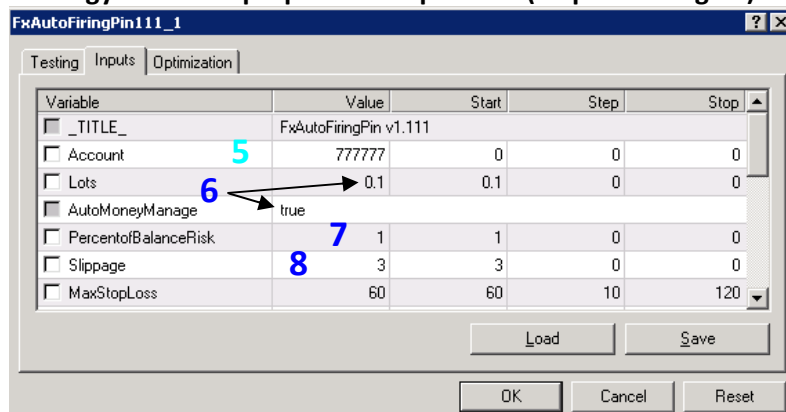 FxAutoFiringPin111_1
Testing Inputs Optimization
Variable Value Start Step Stop
_TITLE_ FxAutoFiringPin v1.111
Account 5 777777 0 0 0
Lots 6 0.1 0.1 0 0
AutoMoneyManage true
PercentofBalanceRisk 7 1 1 0 0
Slippage 8 3 3 0 0
MaxStopLoss 60 60 10 120
Load Save
OK Cancel Reset